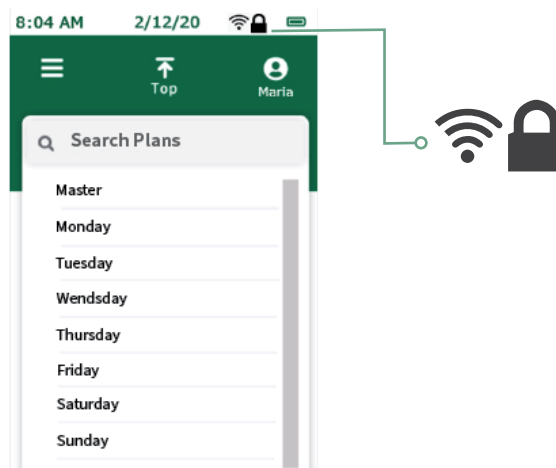 8:04 AM 2/12/20
Top
Maria
Search Plans
Master
Monday
Tuesday
Wendsday
Thursday
Friday
Saturday
Sunday